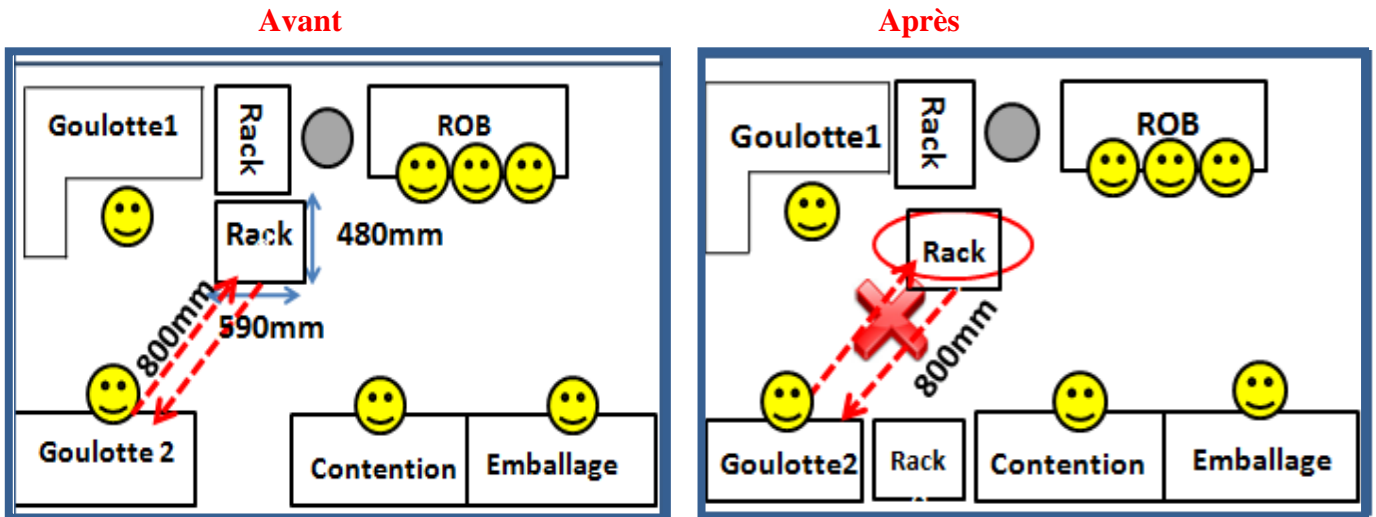 Avant
Après
Goulotte1
Rack
ROB
Rack
480mm
800mm
590mm
Goulotte 2
Contention
Emballage
Goulotte1
Rack
ROB
Rack
800mm
Goulotte2
Rack
Contention
Emballage